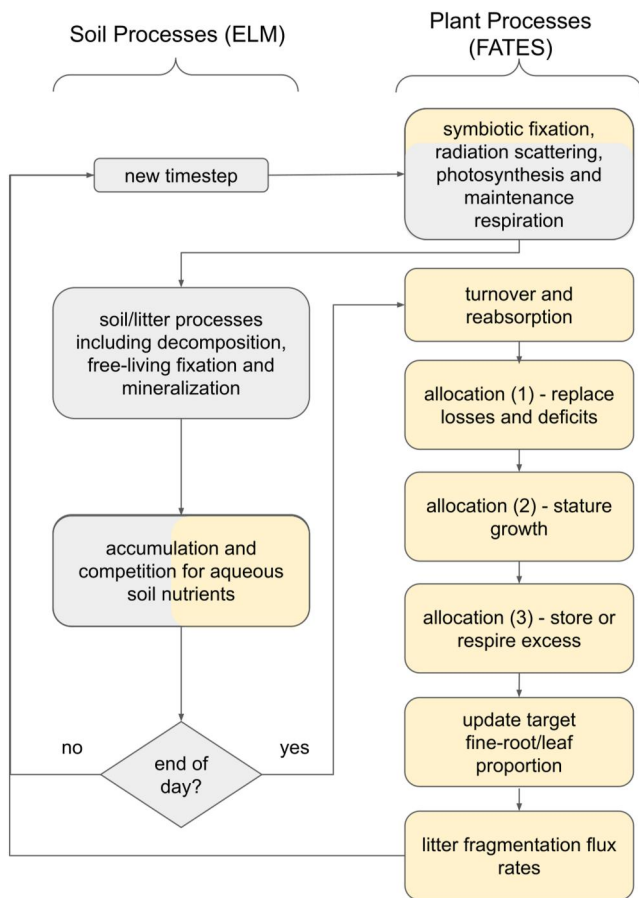 Soil Processes (ELM)
Plant Processes
(FATES)
new timestep
symbiotic fixation,
radiation scattering,
photosynthesis and
maintenance
respiration
soil/litter processes
including decomposition,
free-living fixation and
mineralization
accumulation and
competition for aqueous
soil nutrients
no
end of
day?
yes
turnover and
reabsorption
allocation (1) - replace
losses and deficits
allocation (2) - stature
growth
allocation (3) - store or
respire excess
update target
fine-root/leaf
proportion
litter fragmentation flux
rates